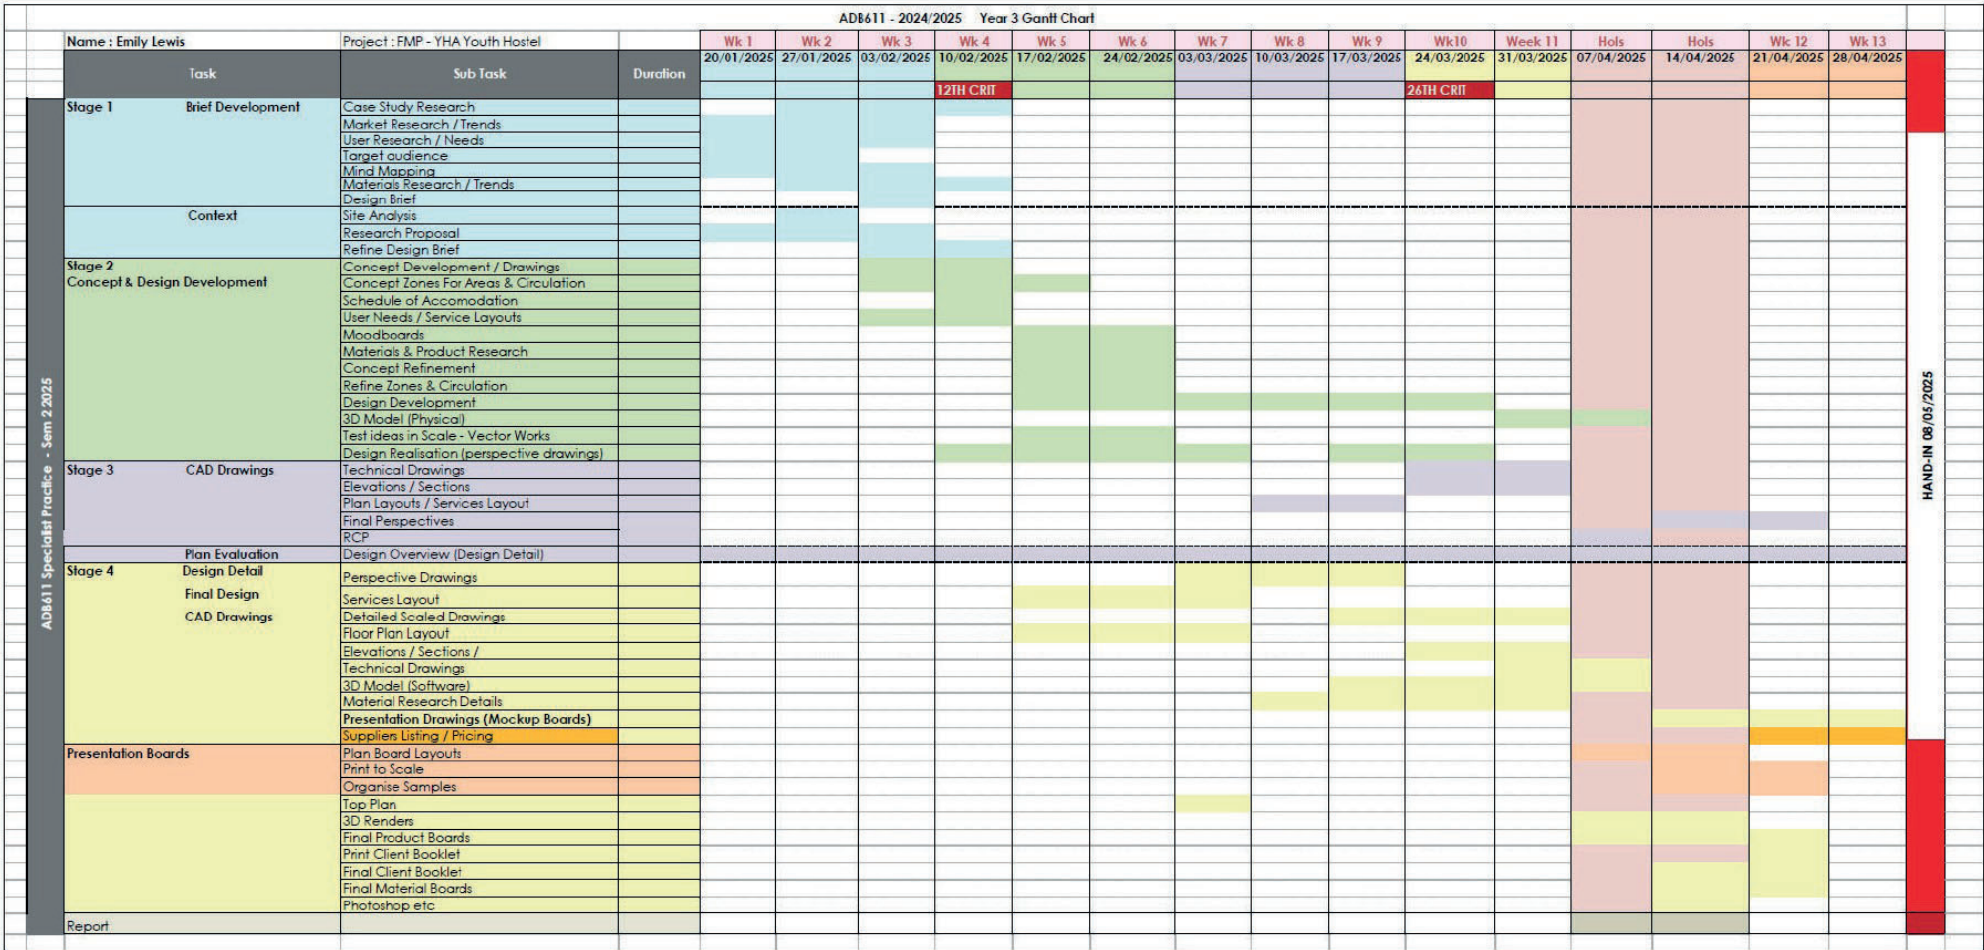 ADB611 - 2024/2025 Year 3 Gantt Chart
Name : Emily Lewis Project : FMP - YHA Youth Hostel Wk 1 Wk 2 Wk 3 Wk 4 Wk 5 Wk 6 Wk 7 Wk 8 Wk 9 Wk10 Week 11 Hols Hols Wk 12 Wk 13
20/01/2025 27/01/2025 03/02/2025 10/02/2025 17/02/2025 24/02/2025 03/03/2025 10/03/2025 17/03/2025 24/03/2025 31/03/2025 07/04/2025 14/04/2025 21/04/2025 28/04/2025
Task Sub Task Duration
12TH CRIT 26TH CRIT
Stage 1 Brief Development Case Study Research
Market Research / Trends
User Research / Needs
Target audience
Mind Mapping
Materials Research / Trends
Design Brief
Context Site Analysis
Research Proposal
Refine Design Brief
Stage 2 Concept Development / Drawings
Concept & Design Development Concept Zones For Areas & Circulation
Schedule of Accomodation
User Needs / Service Layouts
Moodboards
Materials & Product Research
Concept Refinement
Refine Zones & Circulation
Design Development
3D Model (Physical)
Test ideas in Scale - Vector Works
Design Realisation (perspective drawings)
Stage 3 CAD Drawings Technical Drawings
Elevations / Sections
Plan Layouts / Services Layout
Final Perspectives
RCP
Plan Evaluation Design Overview (Design Detail)
Stage 4 Design Detail Perspective Drawings
Final Design Services Layout
CAD Drawings Detailed Scaled Drawings
Floor Plan Layout
Elevations / Sections /
Technical Drawings
3D Model (Software)
Material Research Details
Presentation Drawings (Mockup Boards)
Suppliers Listing / Pricing
Presentation Boards Plan Board Layouts
Print to Scale
Organise Samples
Top Plan
3D Renders
Final Product Boards
Print Client Booklet
Final Client Booklet
Final Material Boards
Photoshop etc
Report
ADB611 Specialist Practice - Sem 2 2025
HAND-IN 08/05/2025